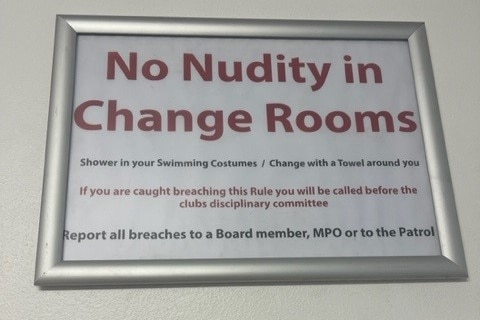 No Nudity in
Change Rooms
Shower in your Swimming Costumes / Change with a Towel around you
If you are caught breaching this Rule you will be called before the
clubs disciplinary committee
Report all breaches to a Board member, MPO or to the Patrol